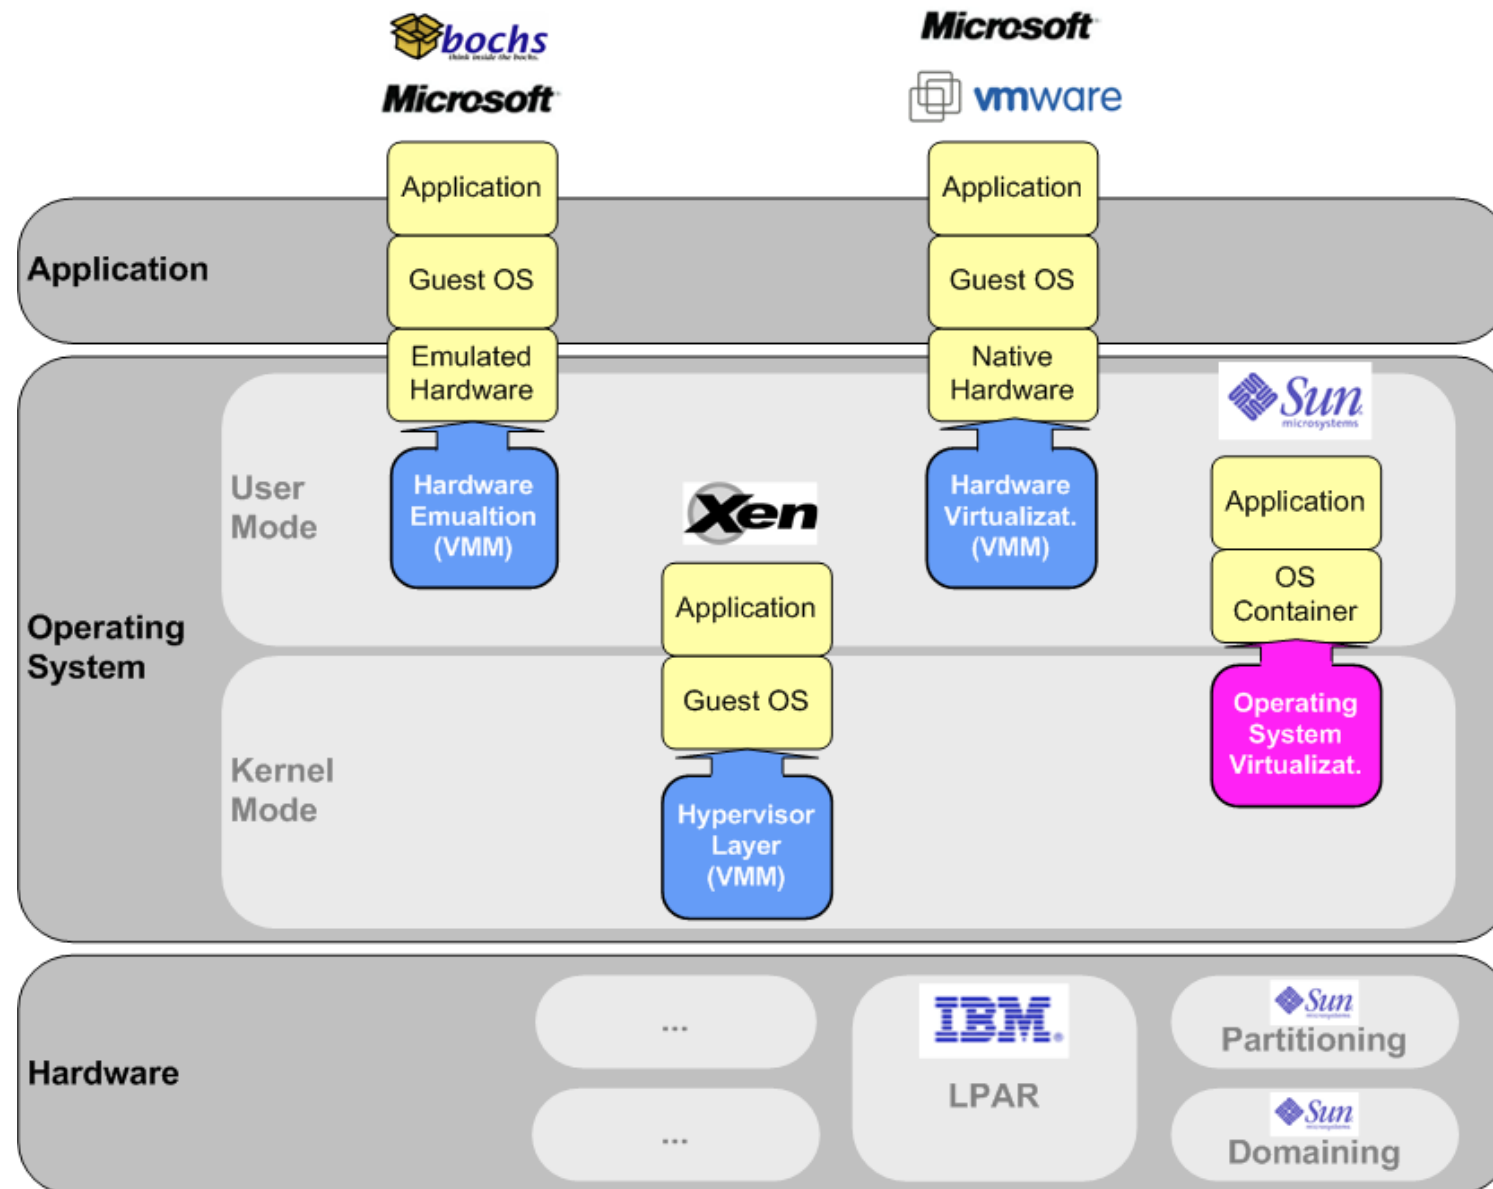 bochs
think inside the bochs.
Microsoft
Microsoft
vmware
Application
Application
Application
Guest OS
Guest OS
Emulated
Hardware
Native
Hardware
Sun
microsystems
User
Mode
Hardware
Emualtion
(VMM)
Xen
Hardware
Virtualizat.
(VMM)
Application
OS
Container
Application
Operating
System
Guest OS
Operating
System
Virtualizat.
Kernel
Mode
Hypervisor
Layer
(VMM)
Hardware
...
...
IBM
LPAR
Sun
microsystems
Partitioning
Sun
microsystems
Domaining